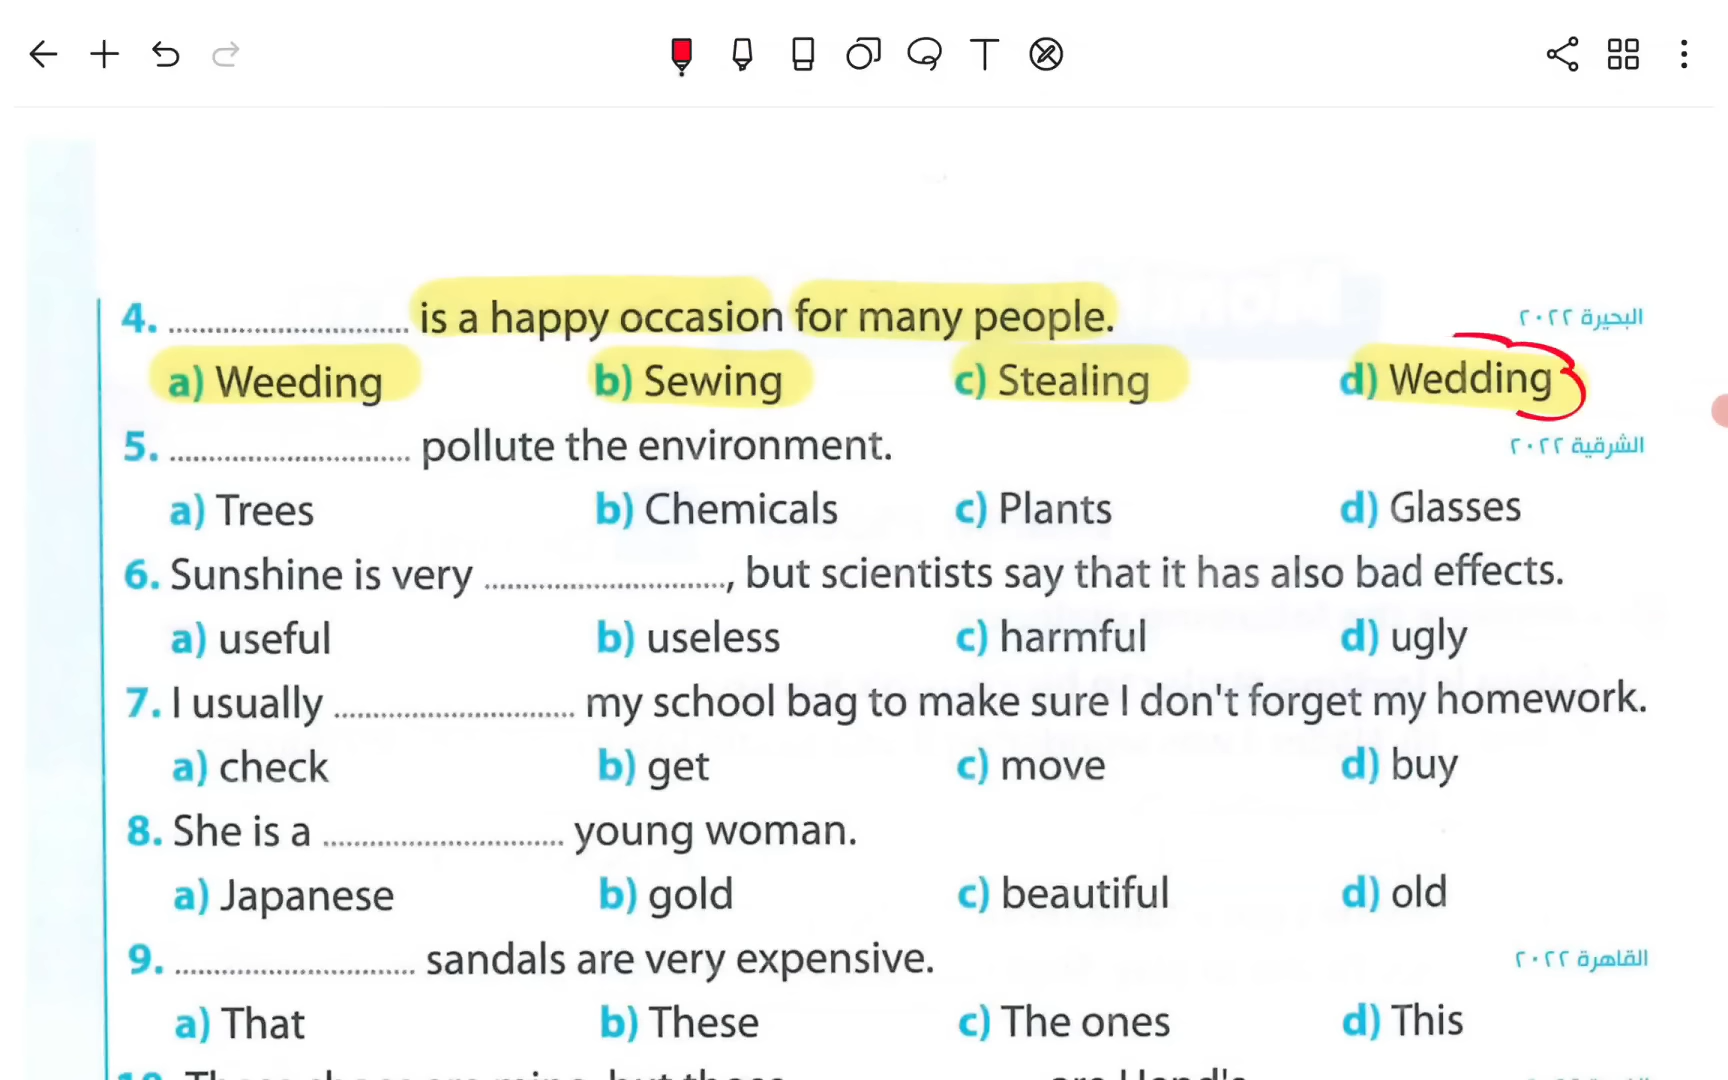 4. ............................ is a happy occasion for many people. البحيرة ٢٠٢٢
a) Weeding b) Sewing c) Stealing d) Wedding
5. ............................ pollute the environment. الشرقية ٢٠٢٢
a) Trees b) Chemicals c) Plants d) Glasses
6. Sunshine is very ............................, but scientists say that it has also bad effects.
a) useful b) useless c) harmful d) ugly
7. I usually ............................ my school bag to make sure I don't forget my homework.
a) check b) get c) move d) buy
8. She is a ............................ young woman.
a) Japanese b) gold c) beautiful d) old
9. ............................ sandals are very expensive. القاهرة ٢٠٢٢
a) That b) These c) The ones d) This